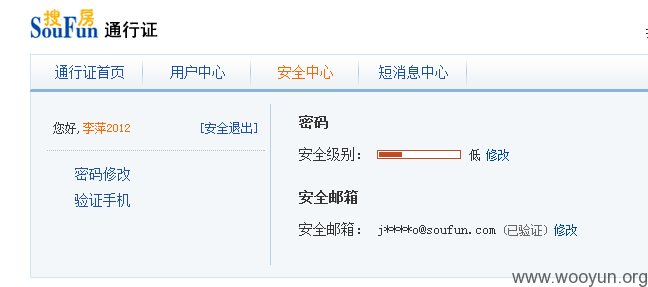 搜房
SouFun 通行证
通行证首页 用户中心 安全中心 短消息中心
您好,李萍2012 [安全退出]
密码修改
验证手机
密码
安全级别： 低 修改
安全邮箱
安全邮箱： j****o@soufun.com（已验证）修改
www.wooyun.org